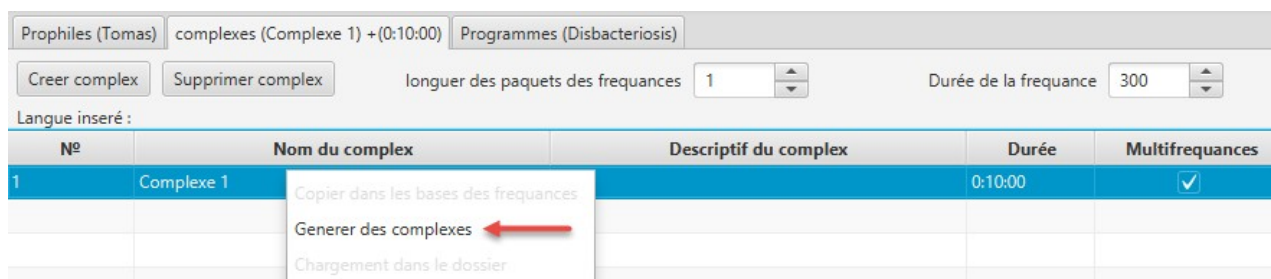 Prophiles (Tomas) complexes (Complexe 1) +(0:10:00) Programmes (Disbacteriosis)
Creer complex Supprimer complex longuer des paquets des frequances 1 Durée de la frequance 300
Langue inseré :
Nº Nom du complex Descriptif du complex Durée Multifrequances
1 Complexe 1 0:10:00
Copier dans les bases des frequances
Generer des complexes
Chargement dans le dossier